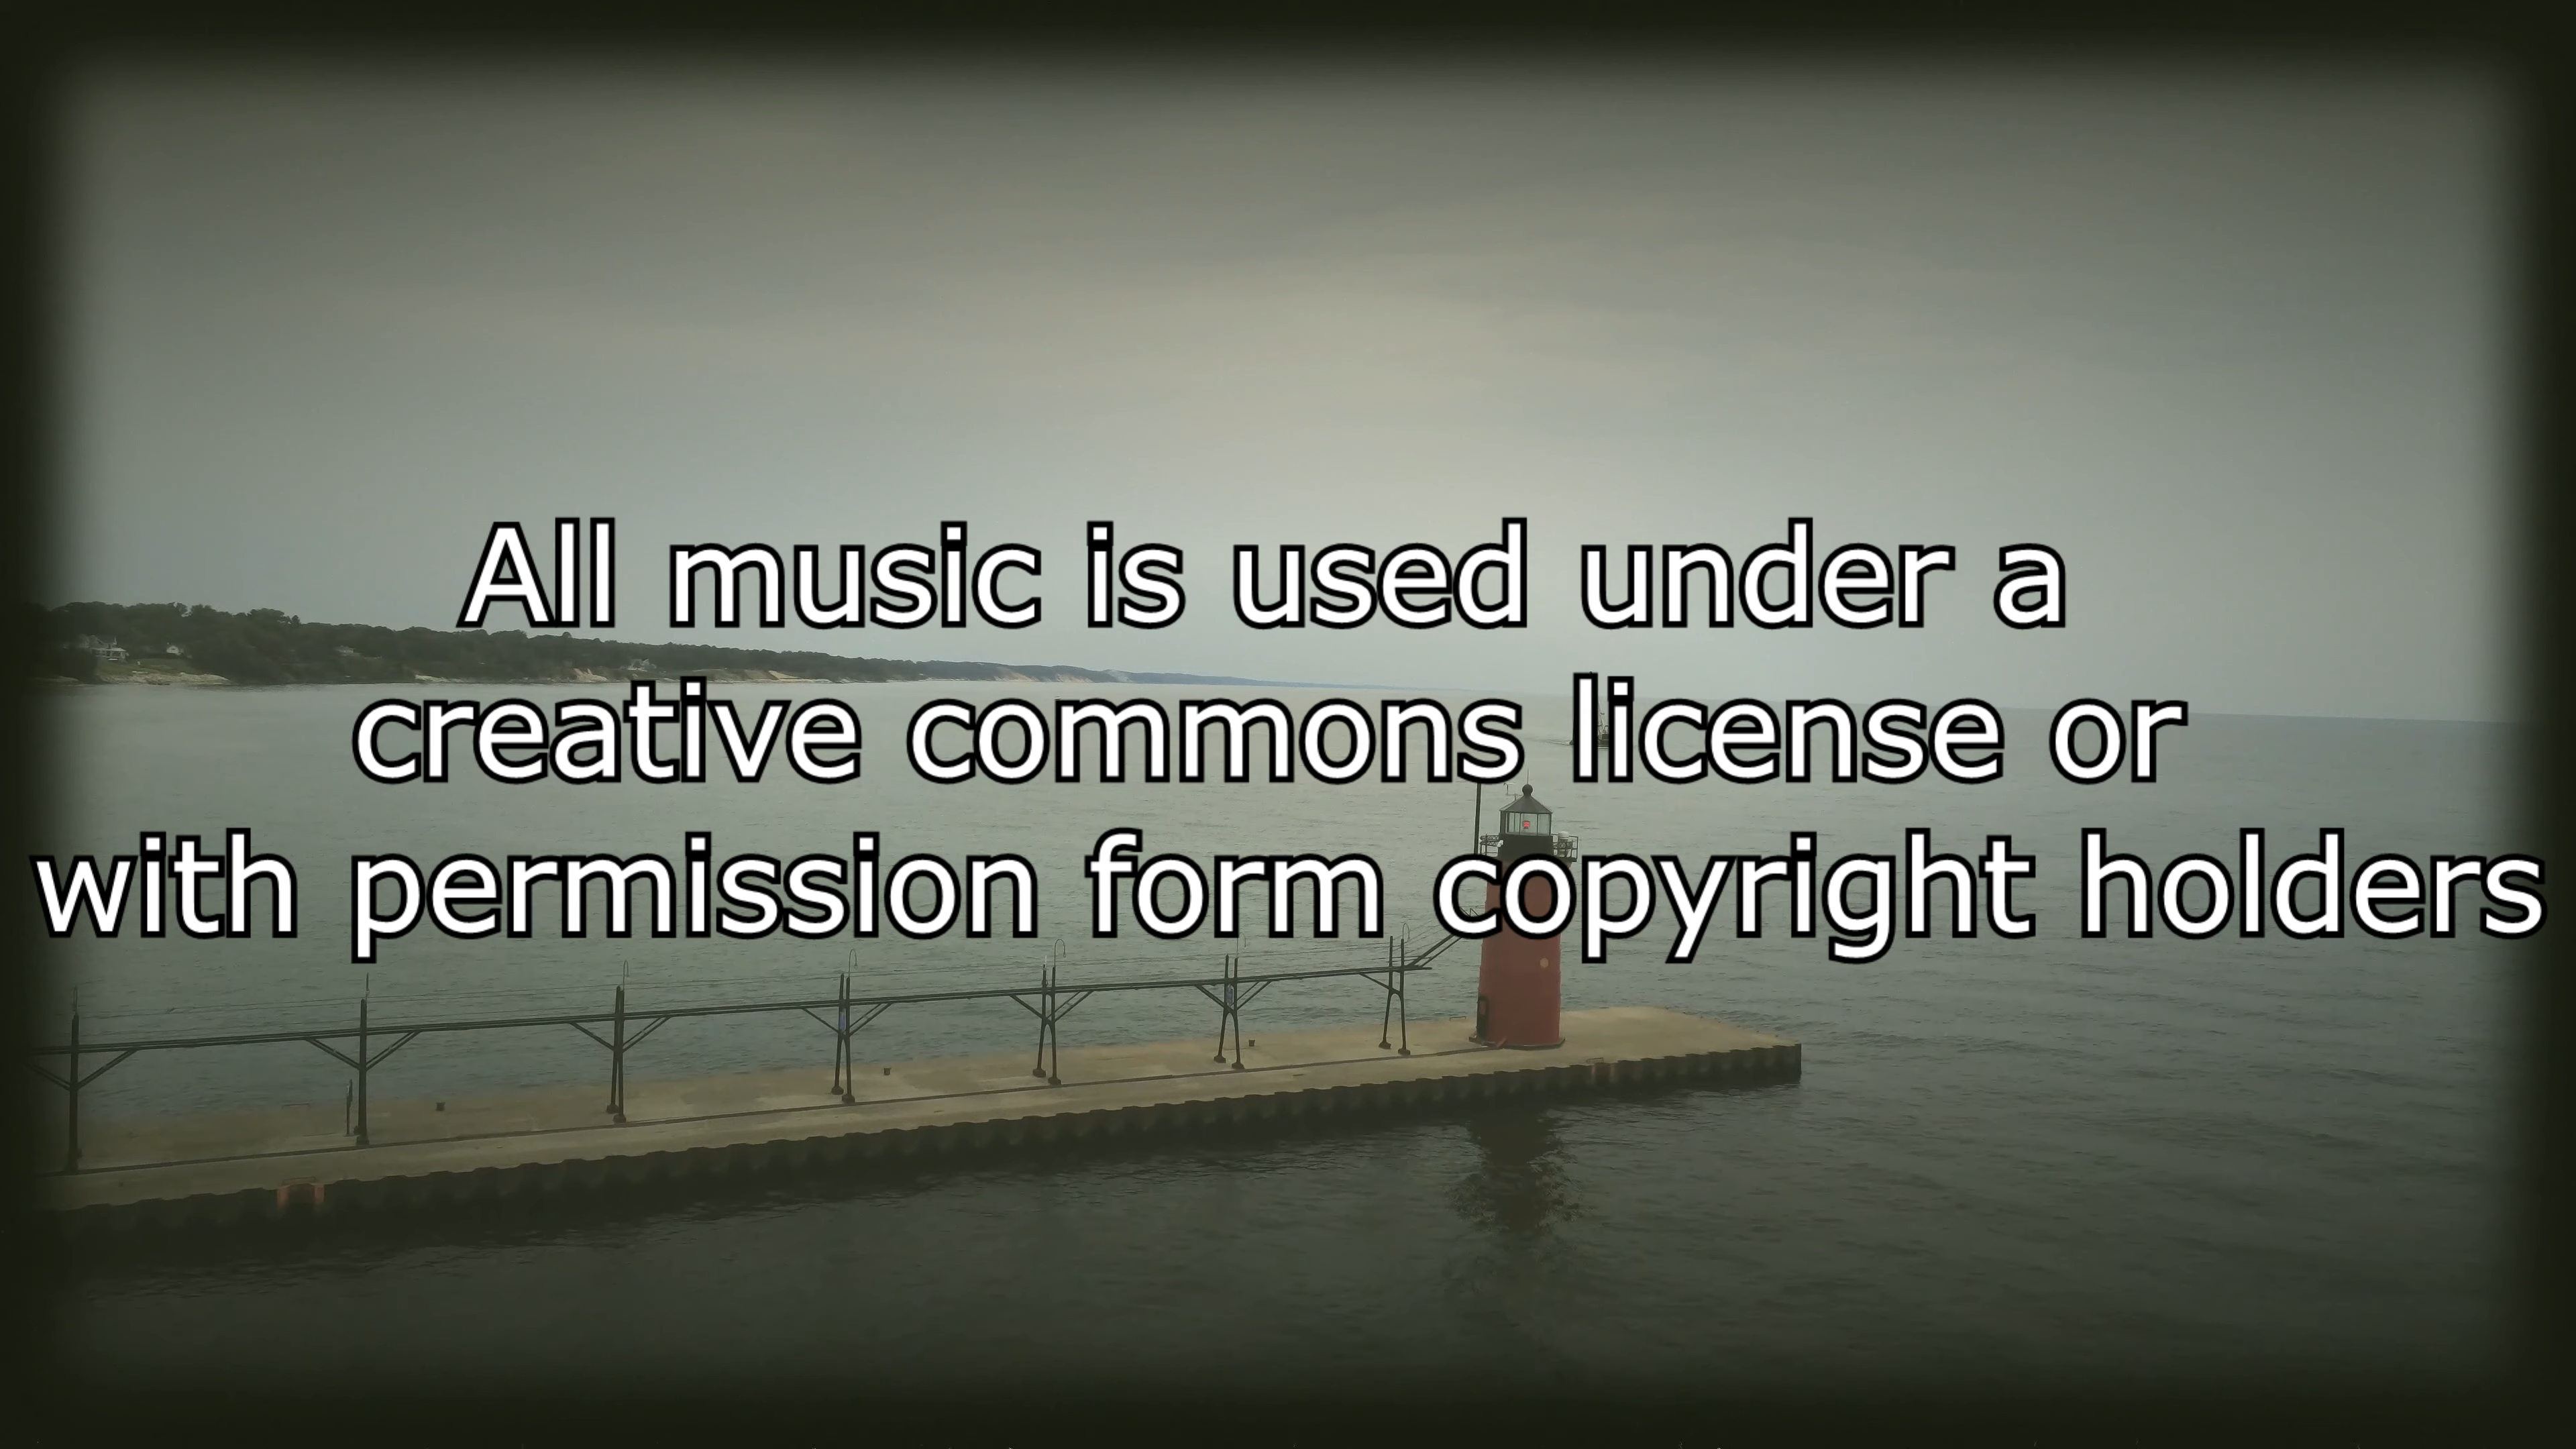 All music is used under a
creative commons license or
with permission form copyright holders